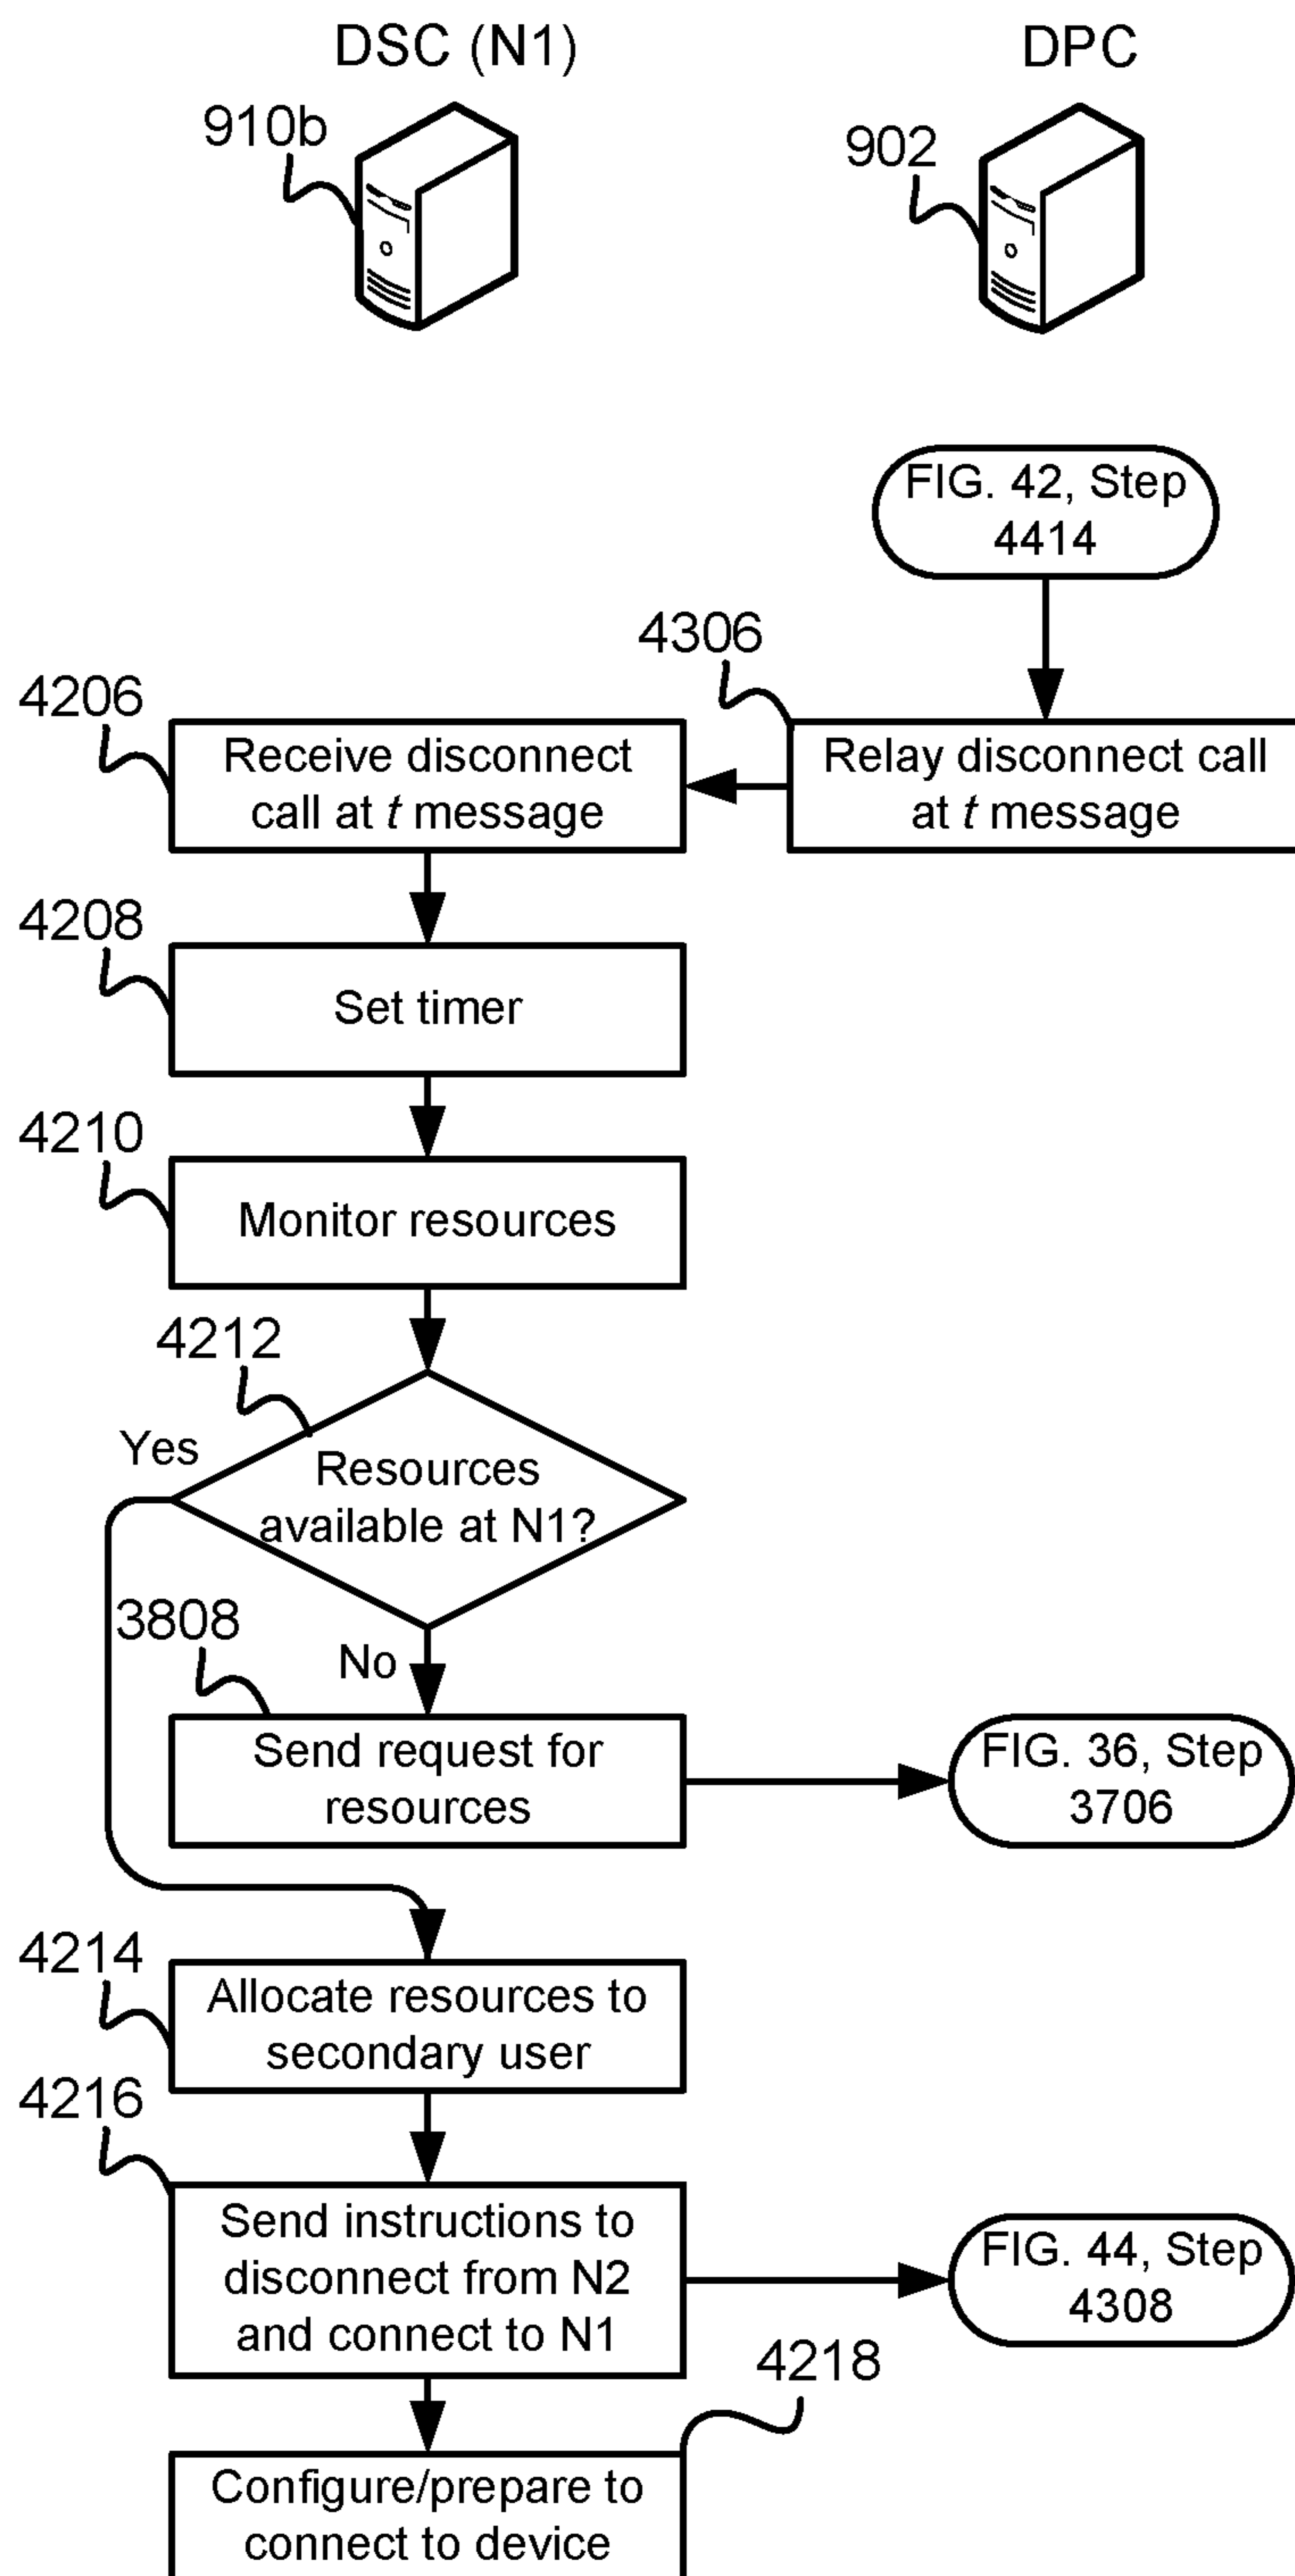 DSC (N1)
DPC
910b
902
FIG. 42, Step
4414
4306
4206
Receive disconnect
call at t message
Relay disconnect call
at t message
4208
Set timer
4210
Monitor resources
4212
Yes
Resources
available at N1?
3808
No
Send request for
resources
FIG. 36, Step
3706
4214
Allocate resources to
secondary user
4216
Send instructions to
disconnect from N2
and connect to N1
FIG. 44, Step
4308
4218
Configure/prepare to
connect to device